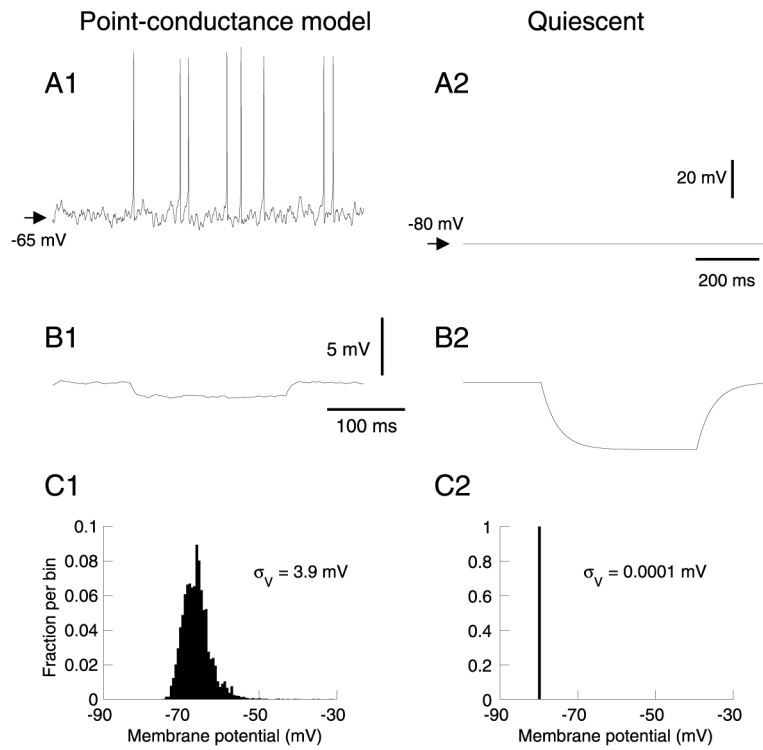 Point-conductance model
Quiescent
A1
A2
-65 mV
20 mV
-80 mV
200 ms
B1
B2
5 mV
100 ms
C1
C2
Fraction per bin
0.1
0.08
0.06
0.04
0.02
0
σV = 3.9 mV
-90
-70
-50
-30
Membrane potential (mV)
1
0.8
0.6
0.4
0.2
0
σV = 0.0001 mV
-90
-70
-50
-30
Membrane potential (mV)